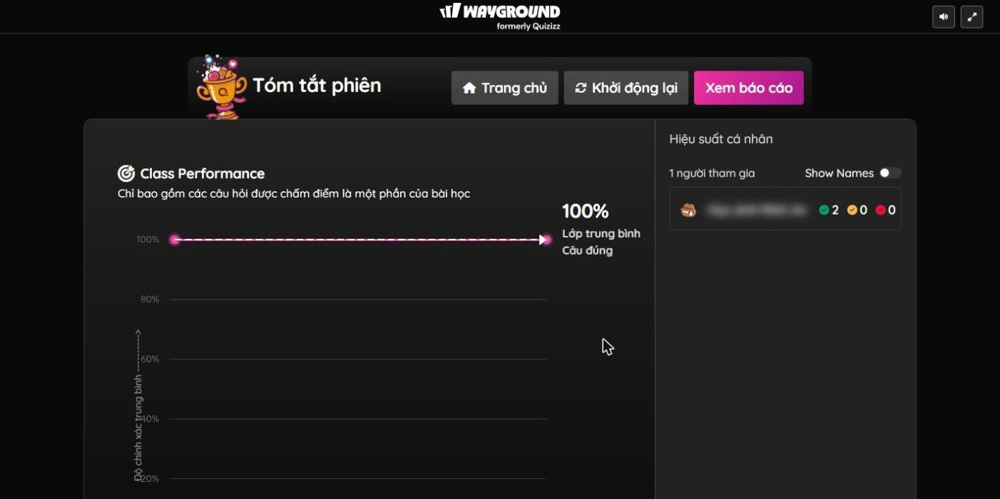 WAYGROUND
formerly Quizizz
Tóm tắt phiên
Trang chủ
Khởi động lại
Xem báo cáo
Class Performance
Chỉ bao gồm các câu hỏi được chấm điểm là một phần của bài học
100%
Lớp trung bình
Câu đúng
100%
80%
60%
40%
20%
Độ chính xác trung bình
Hiệu suất cá nhân
1 người tham gia
Show Names
2 0 0